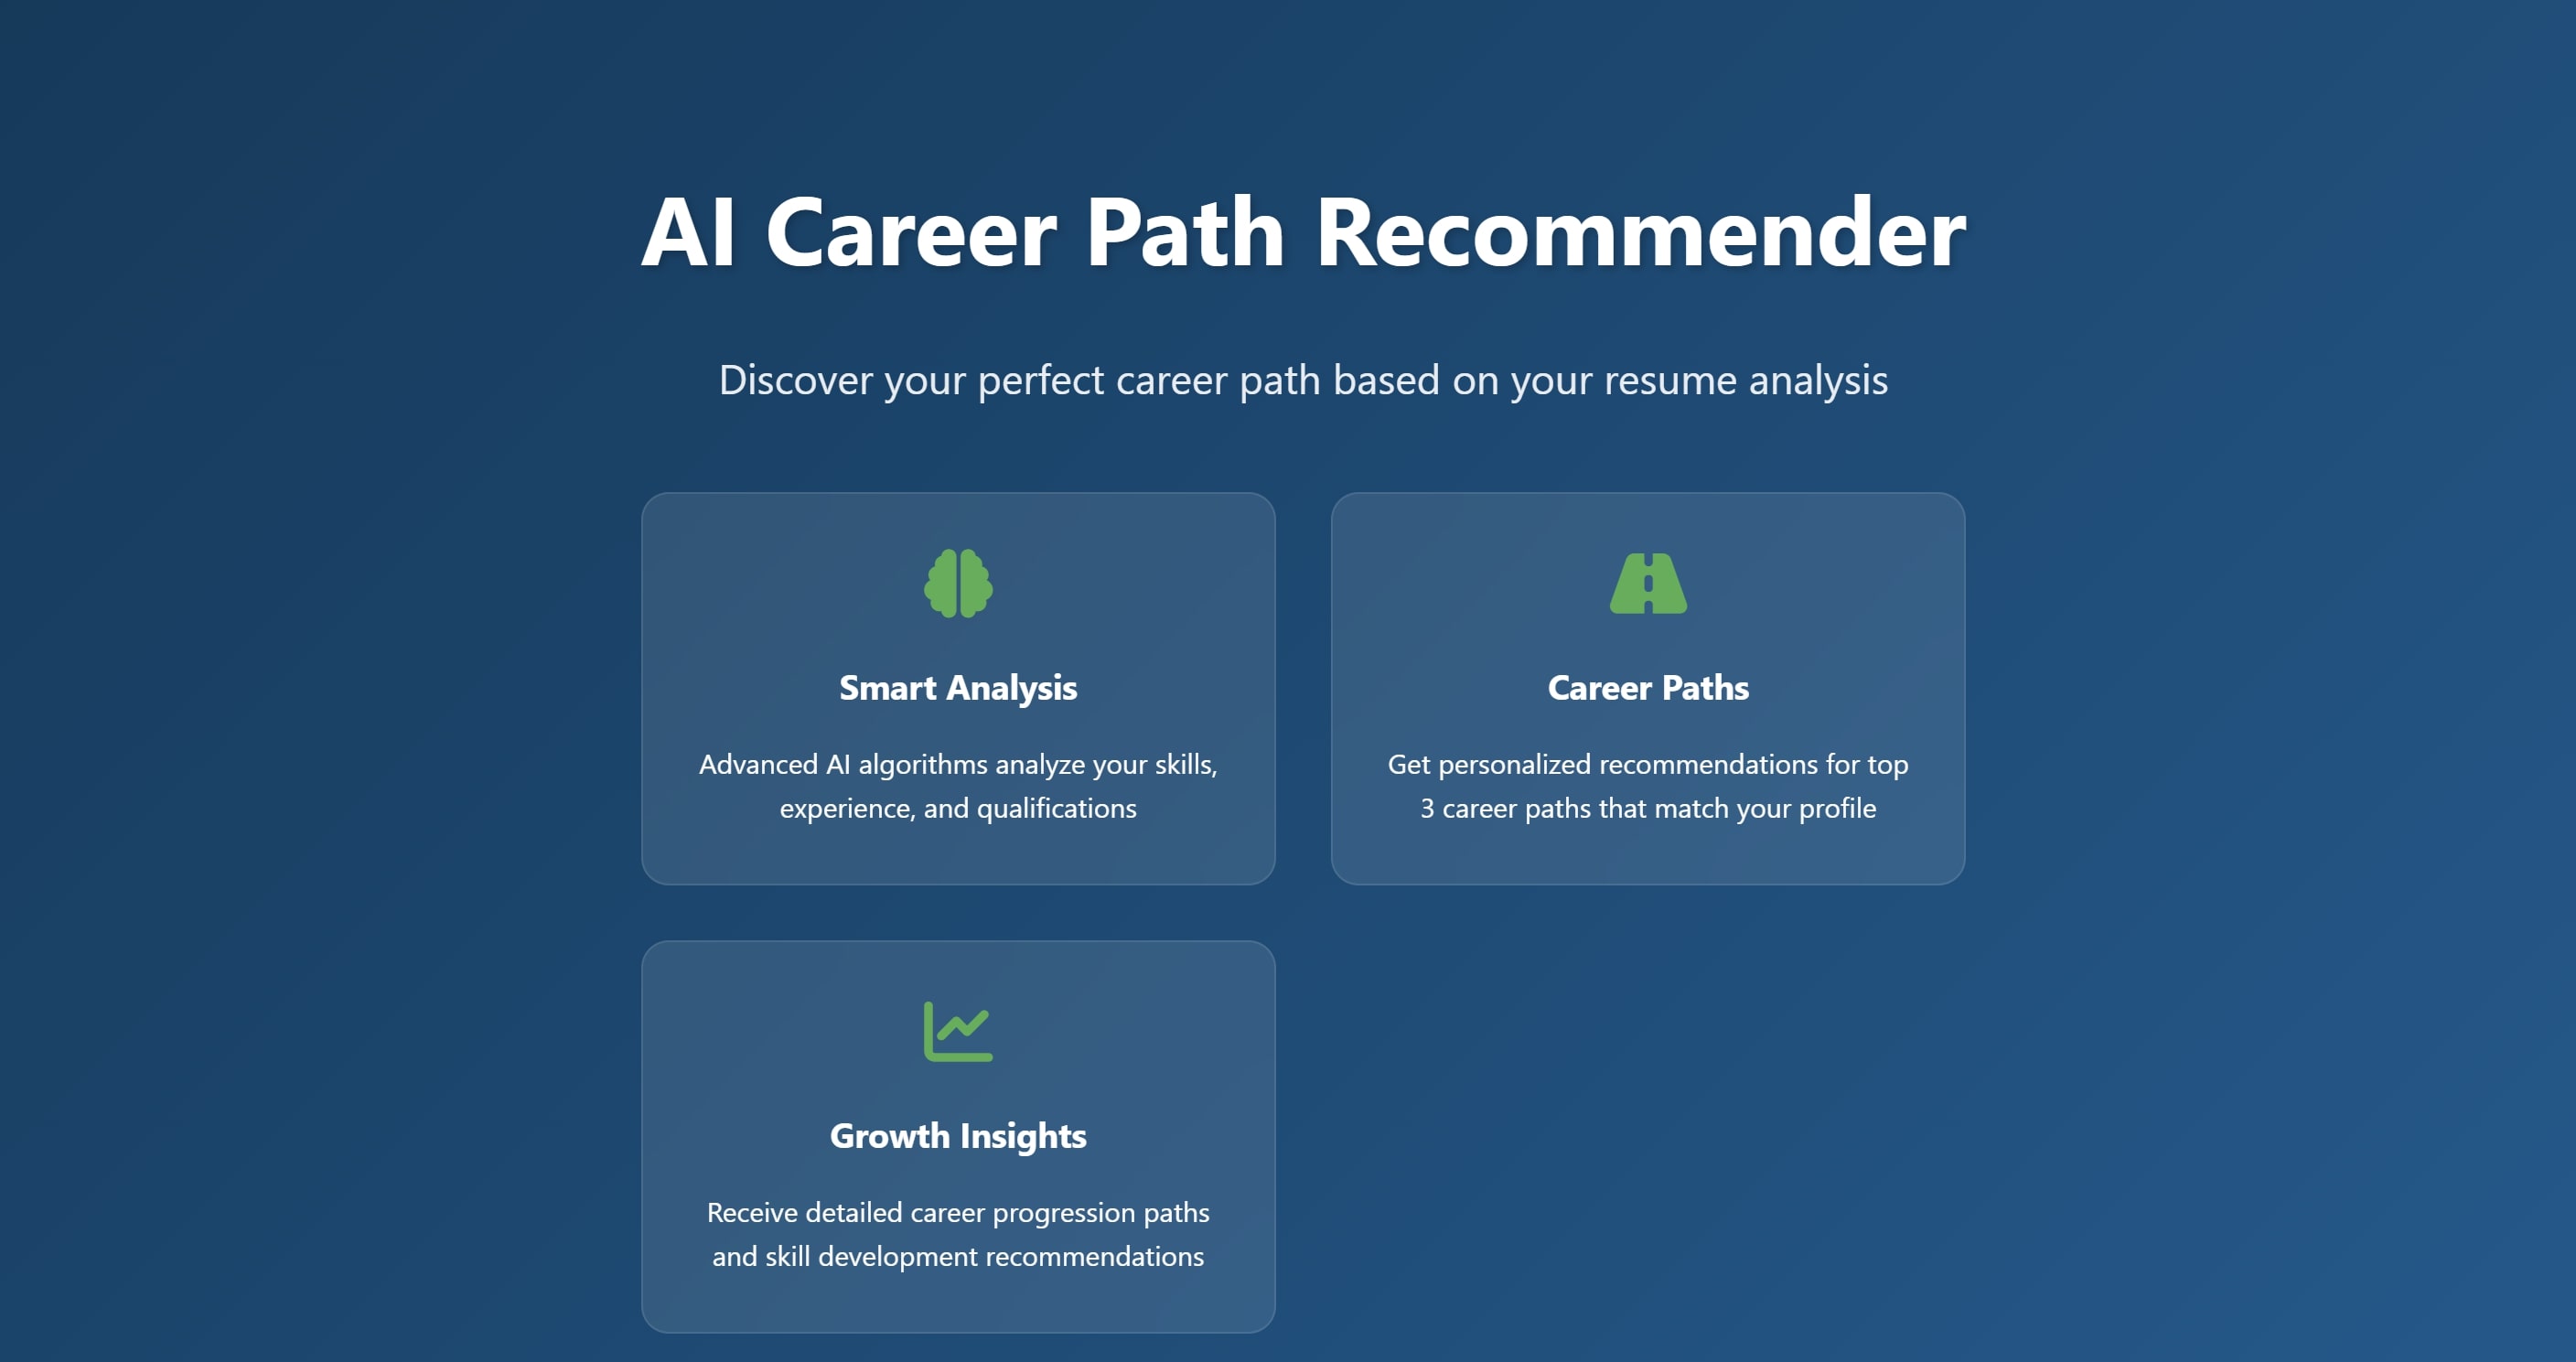 AI Career Path Recommender
Discover your perfect career path based on your resume analysis
Smart Analysis
Advanced AI algorithms analyze your skills,
experience, and qualifications
Career Paths
Get personalized recommendations for top
3 career paths that match your profile
Growth Insights
Receive detailed career progression paths
and skill development recommendations